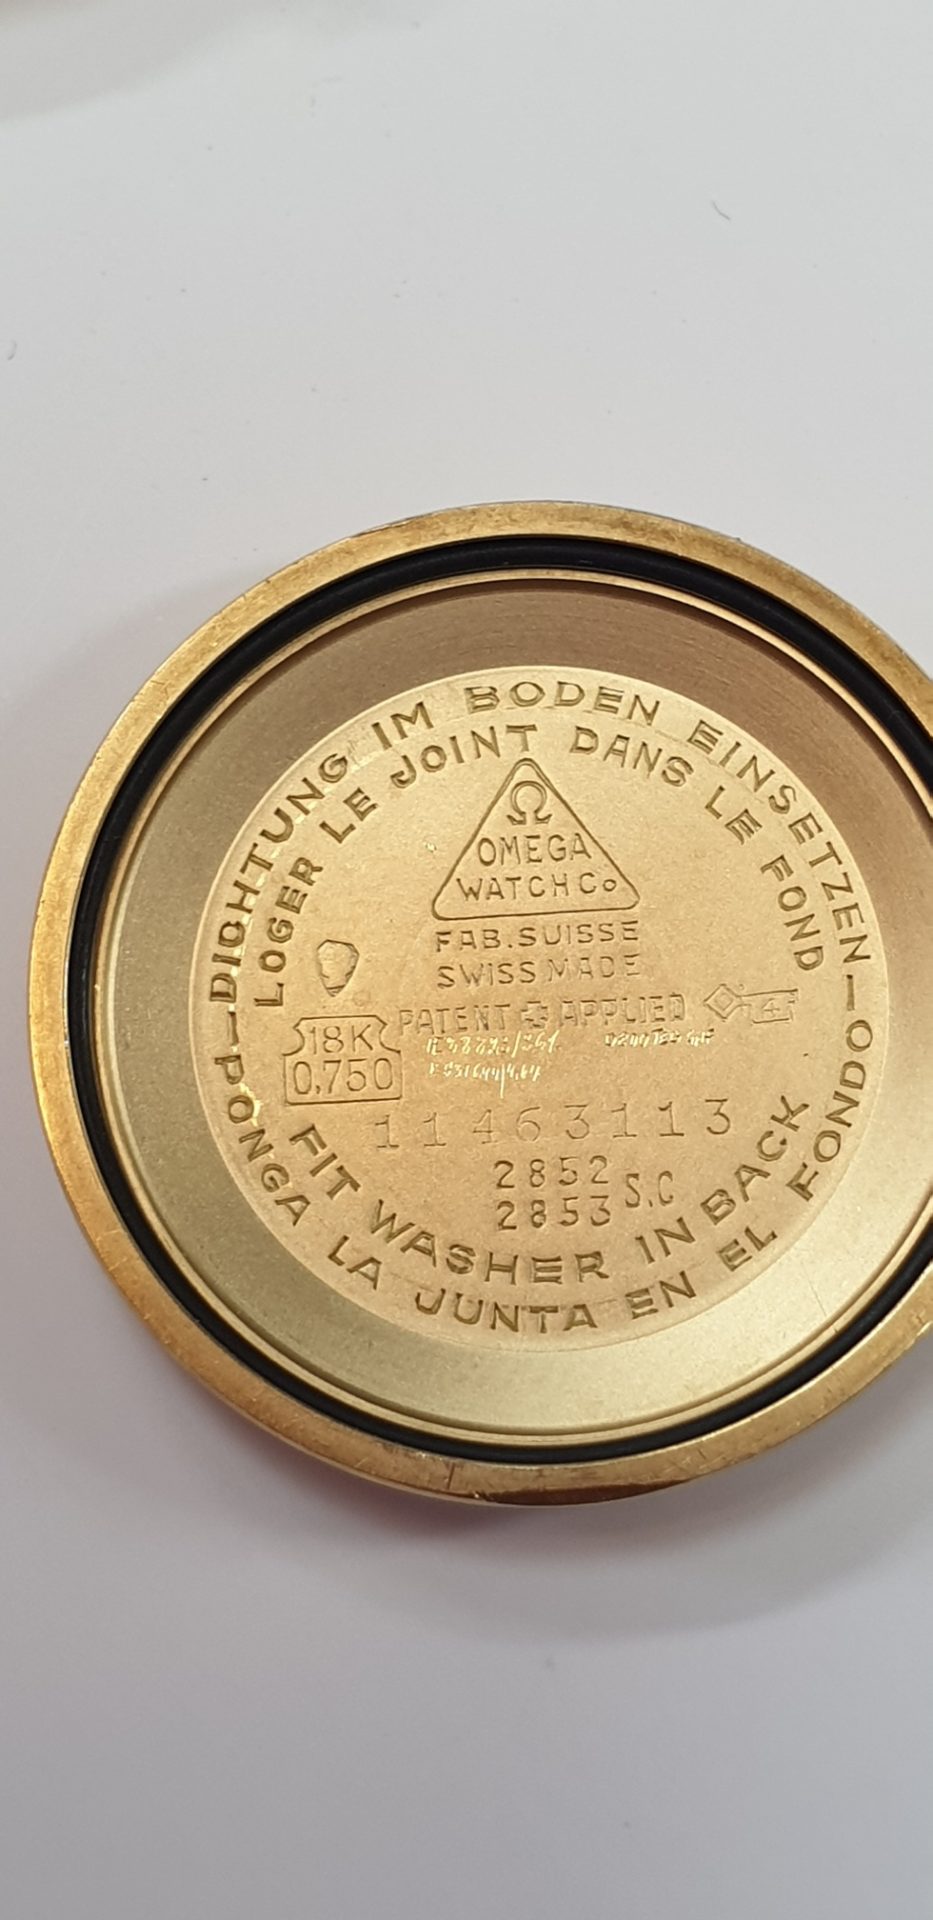 DICHTUNG IM BODEN EINSETZEN
LOGER LE JOINT DANS LE FOND
Ω
OMEGA
WATCH Co
FAB. SUISSE
SWISS MADE
PATENT + APPLIED
4
18K
0,750
11463113
2852
2853
S.C
FIT WASHER IN BACK
PONGA LA JUNTA EN EL FONDO